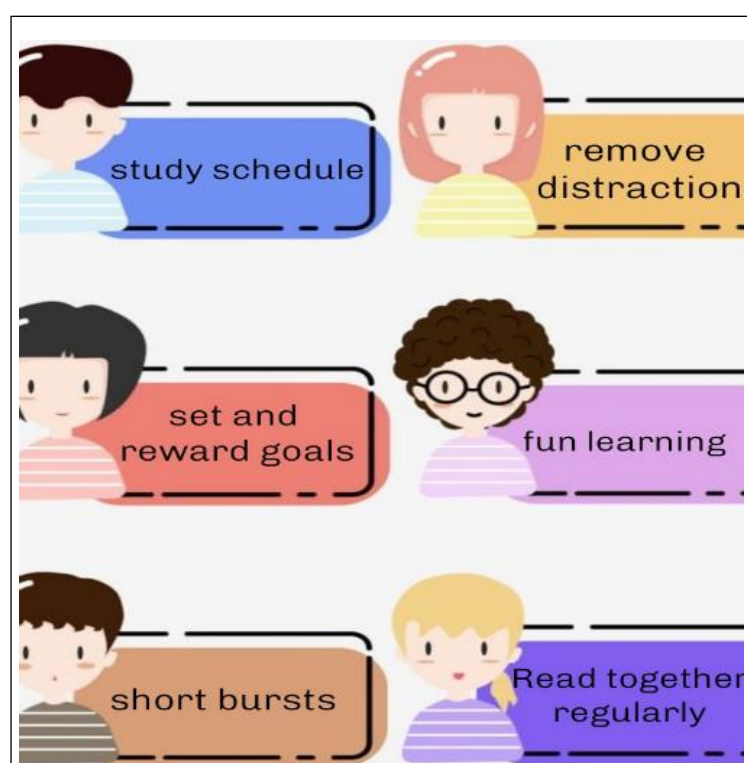 study schedule
remove
distraction
set and
reward goals
fun learning
short bursts
Read together
regularly